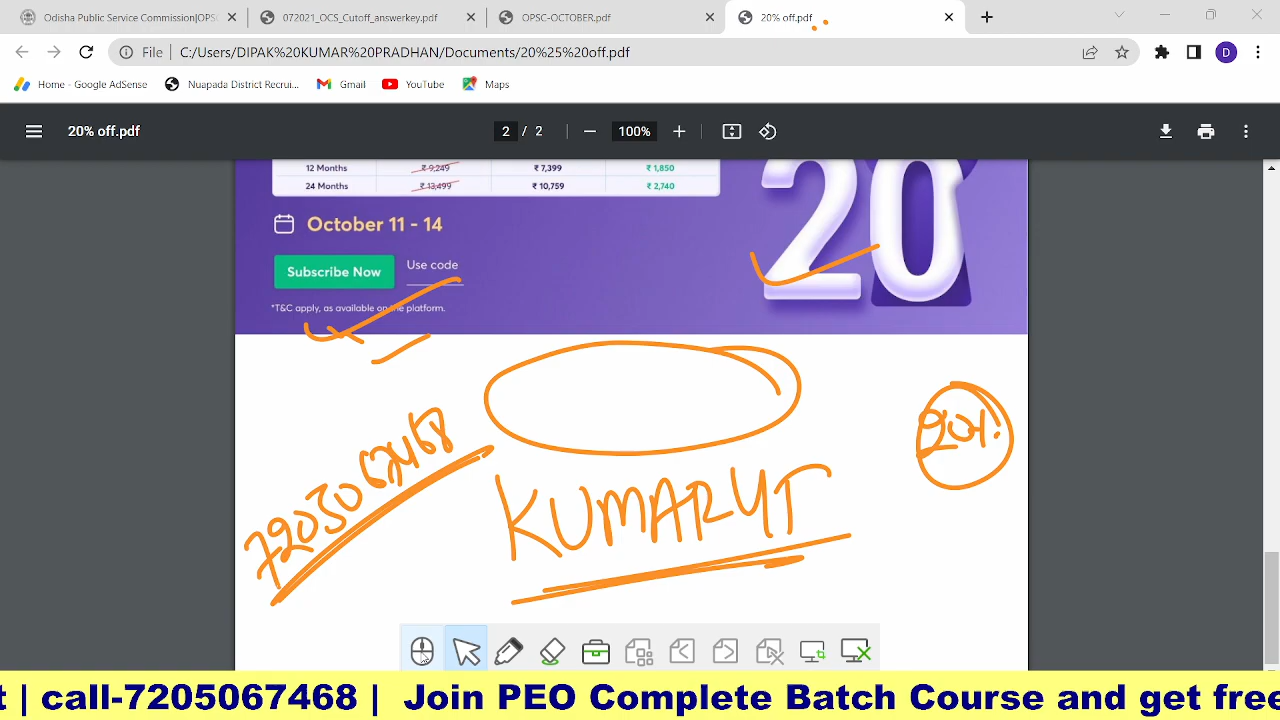 Odisha Public Service Commission[OPS
072021_OCS_Cutoff_answerkey.pdf
OPSC-OCTOBER.pdf
20% off.pdf
File | C:/Users/DIPAK%20KUMAR%20PRADHAN/Documents/20%25%20off.pdf
D
Home - Google AdSense
Nuapada District Recrui...
Gmail
YouTube
Maps
20% off.pdf
2 / 2
100%
12 Months ₹ 9,249 ₹ 7,399 ₹ 1,850
24 Months ₹ 13,499 ₹ 10,759 ₹ 2,740
20
October 11 - 14
Subscribe Now
Use code
*T&C apply, as available on the platform.
7205067468
20%
KUMARYT
t | call-7205067468 | Join PEO Complete Batch Course and get free